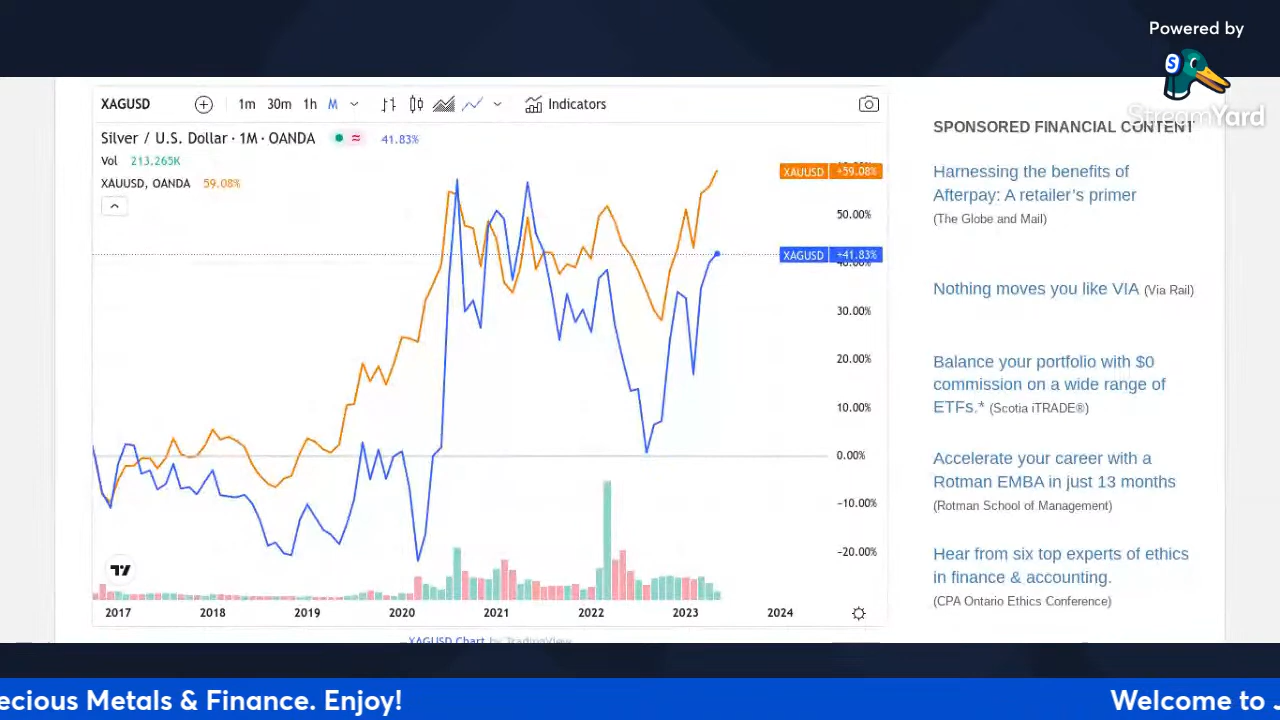 Powered by
StreamYard
XAGUSD
1m 30m 1h M
Indicators
Silver / U.S. Dollar · 1M · OANDA
≈
41.83%
Vol 213.265K
XAUUSD, OANDA 59.08%
XAUUSD +59.08%
50.00%
XAGUSD +41.83%
40.00%
30.00%
20.00%
10.00%
0.00%
−10.00%
−20.00%
2017 2018 2019 2020 2021 2022 2023 2024
XAGUSD Chart by TradingView
SPONSORED FINANCIAL CONTENT
Harnessing the benefits of
Afterpay: A retailer’s primer
(The Globe and Mail)
Nothing moves you like VIA (Via Rail)
Balance your portfolio with $0
commission on a wide range of
ETFs.* (Scotia iTRADE®)
Accelerate your career with a
Rotman EMBA in just 13 months
(Rotman School of Management)
Hear from six top experts of ethics
in finance & accounting.
(CPA Ontario Ethics Conference)
ecious Metals & Finance. Enjoy!
Welcome to